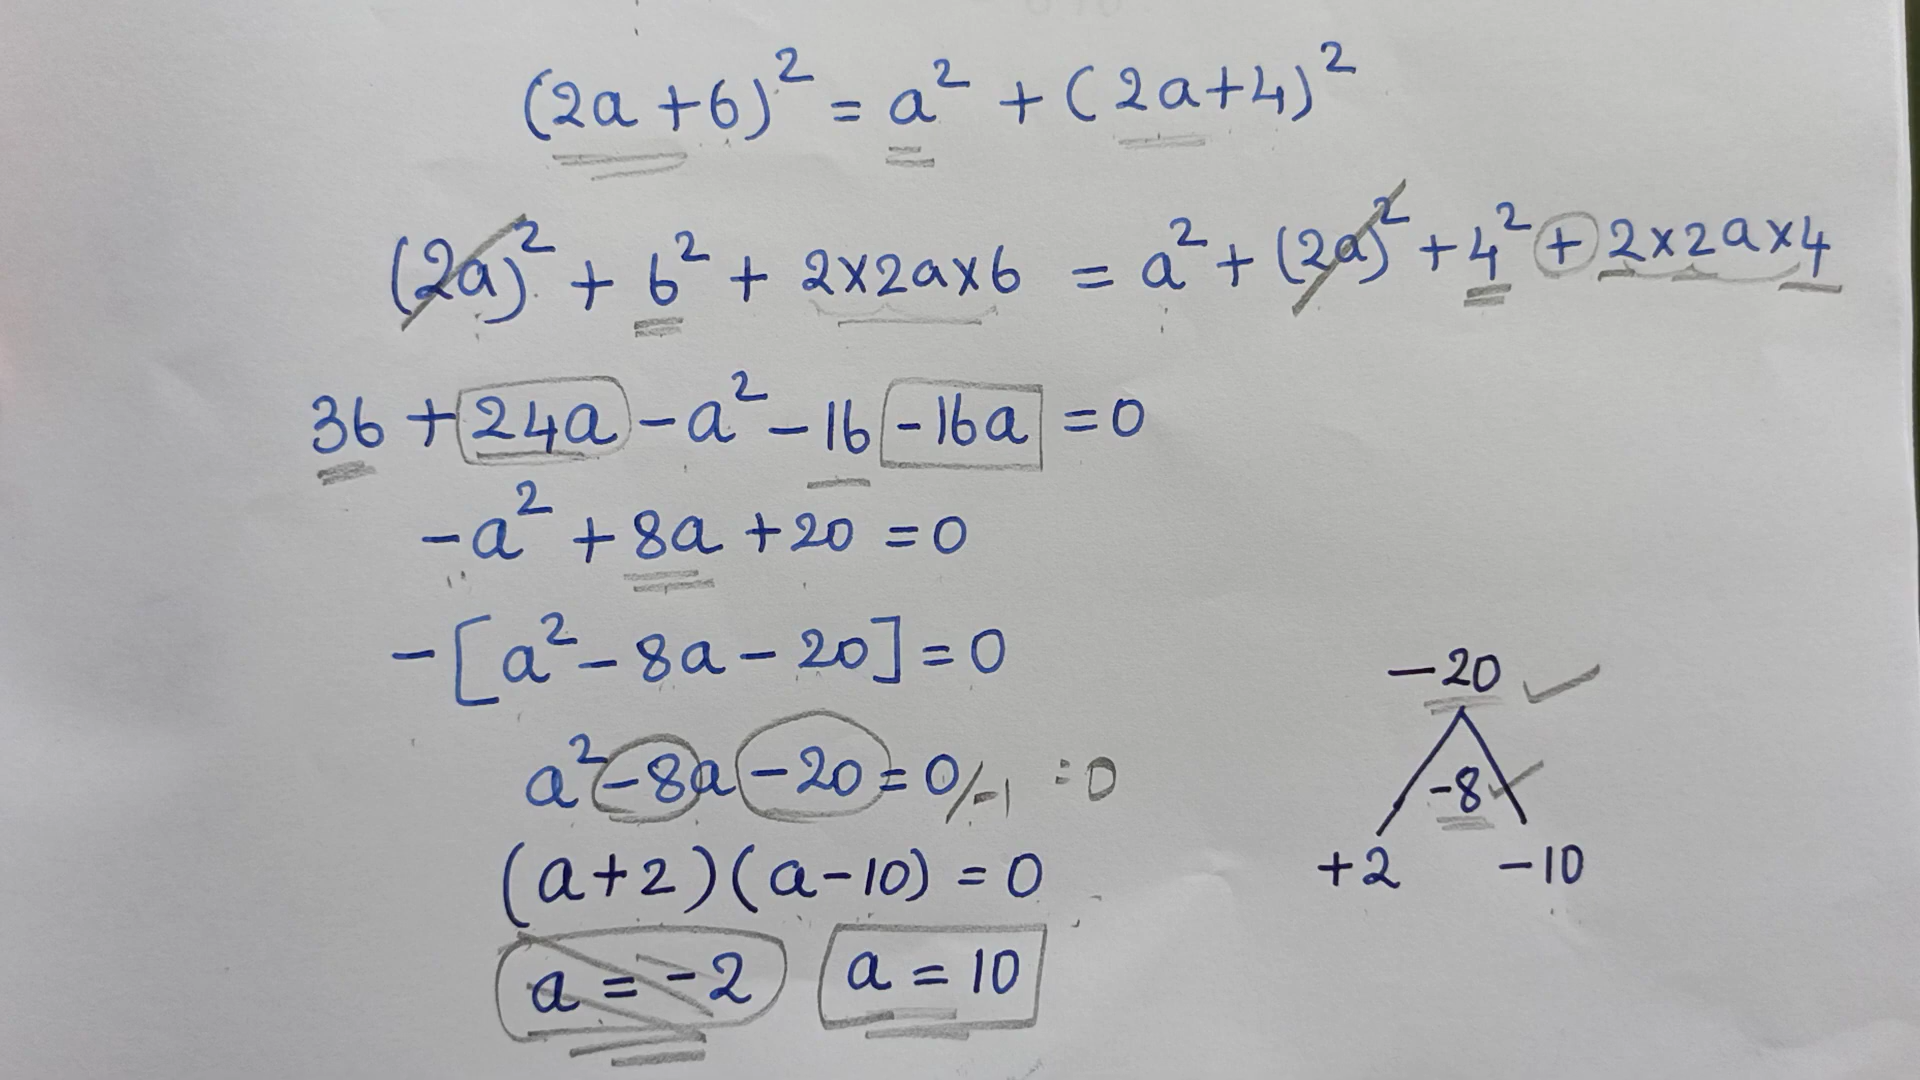 (2a+6)² = a² + (2a+4)²
(2a)² + 6² + 2×2a×6 = a² + (2a)² + 4² + 2×2a×4
36 + 24a - a² - 16 - 16a = 0
-a² + 8a + 20 = 0
-[a² - 8a - 20] = 0
a² - 8a - 20 = 0/-1 = 0
(a+2)(a-10) = 0
a = -2 a = 10
-20
-8
+2 -10